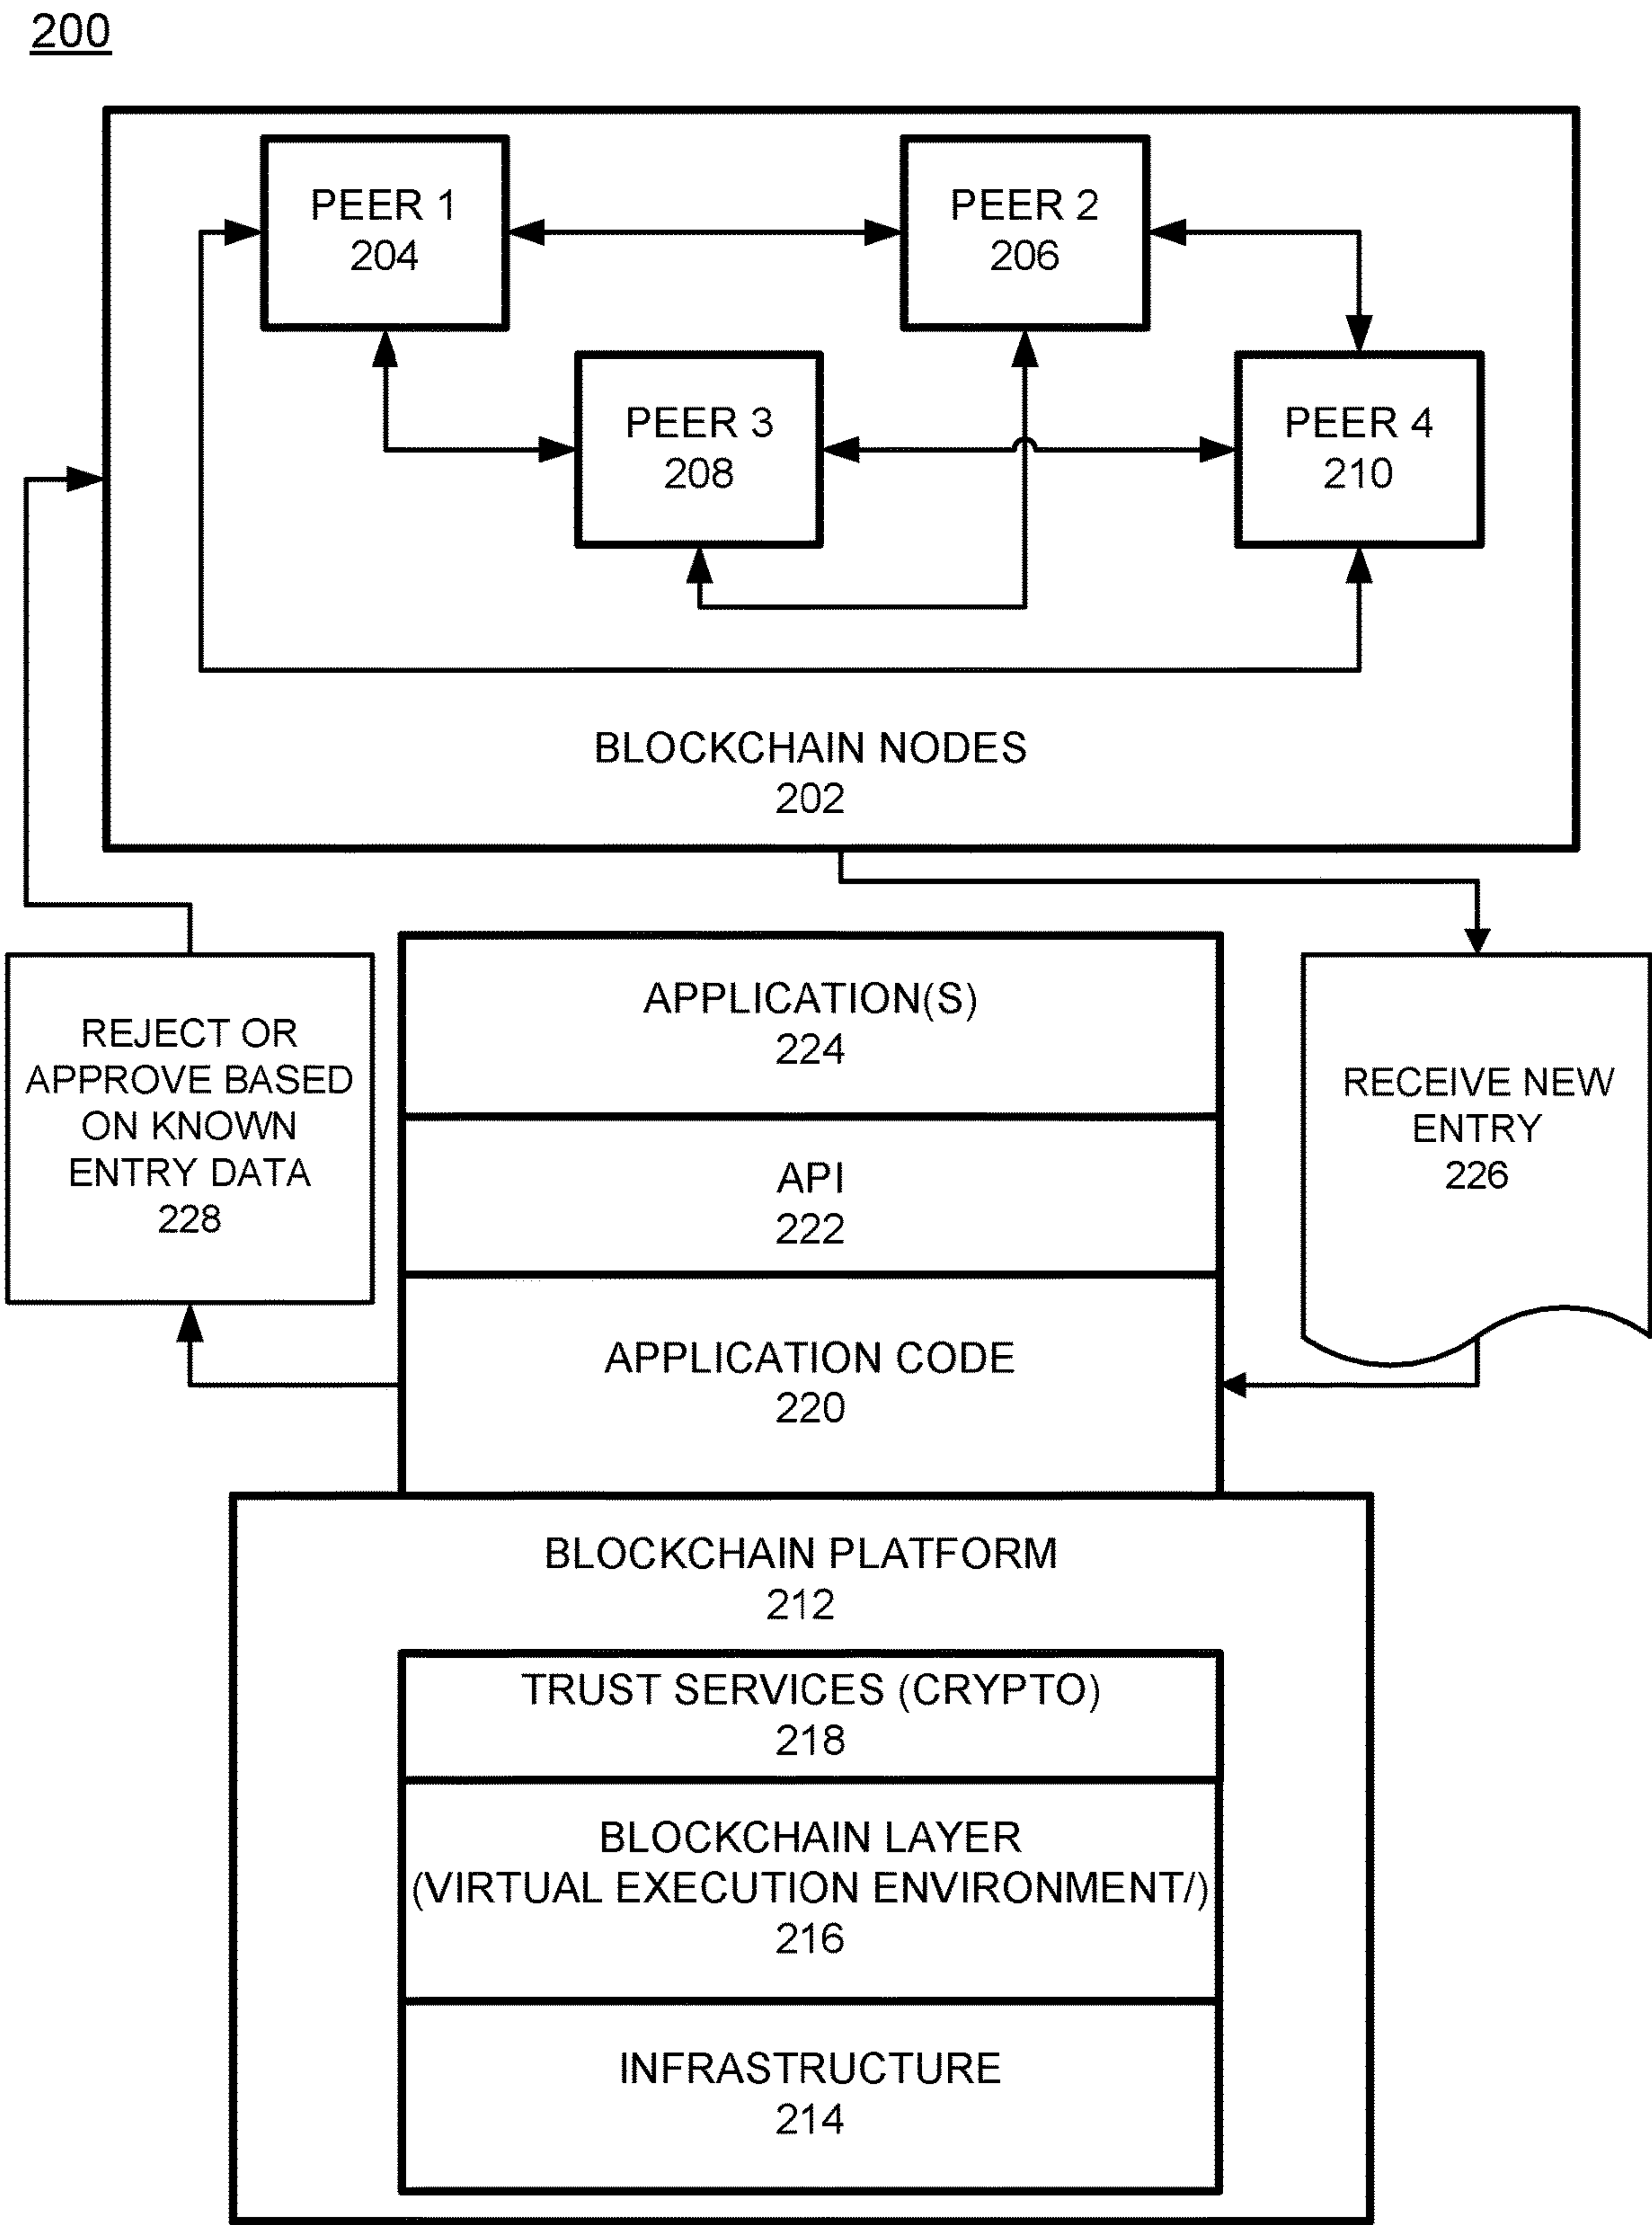 200
PEER 1
204
PEER 2
206
PEER 3
208
PEER 4
210
BLOCKCHAIN NODES
202
APPLICATION(S)
224
REJECT OR
APPROVE BASED
ON KNOWN
ENTRY DATA
228
RECEIVE NEW
ENTRY
226
API
222
APPLICATION CODE
220
BLOCKCHAIN PLATFORM
212
TRUST SERVICES (CRYPTO)
218
BLOCKCHAIN LAYER
(VIRTUAL EXECUTION ENVIRONMENT/)
216
INFRASTRUCTURE
214